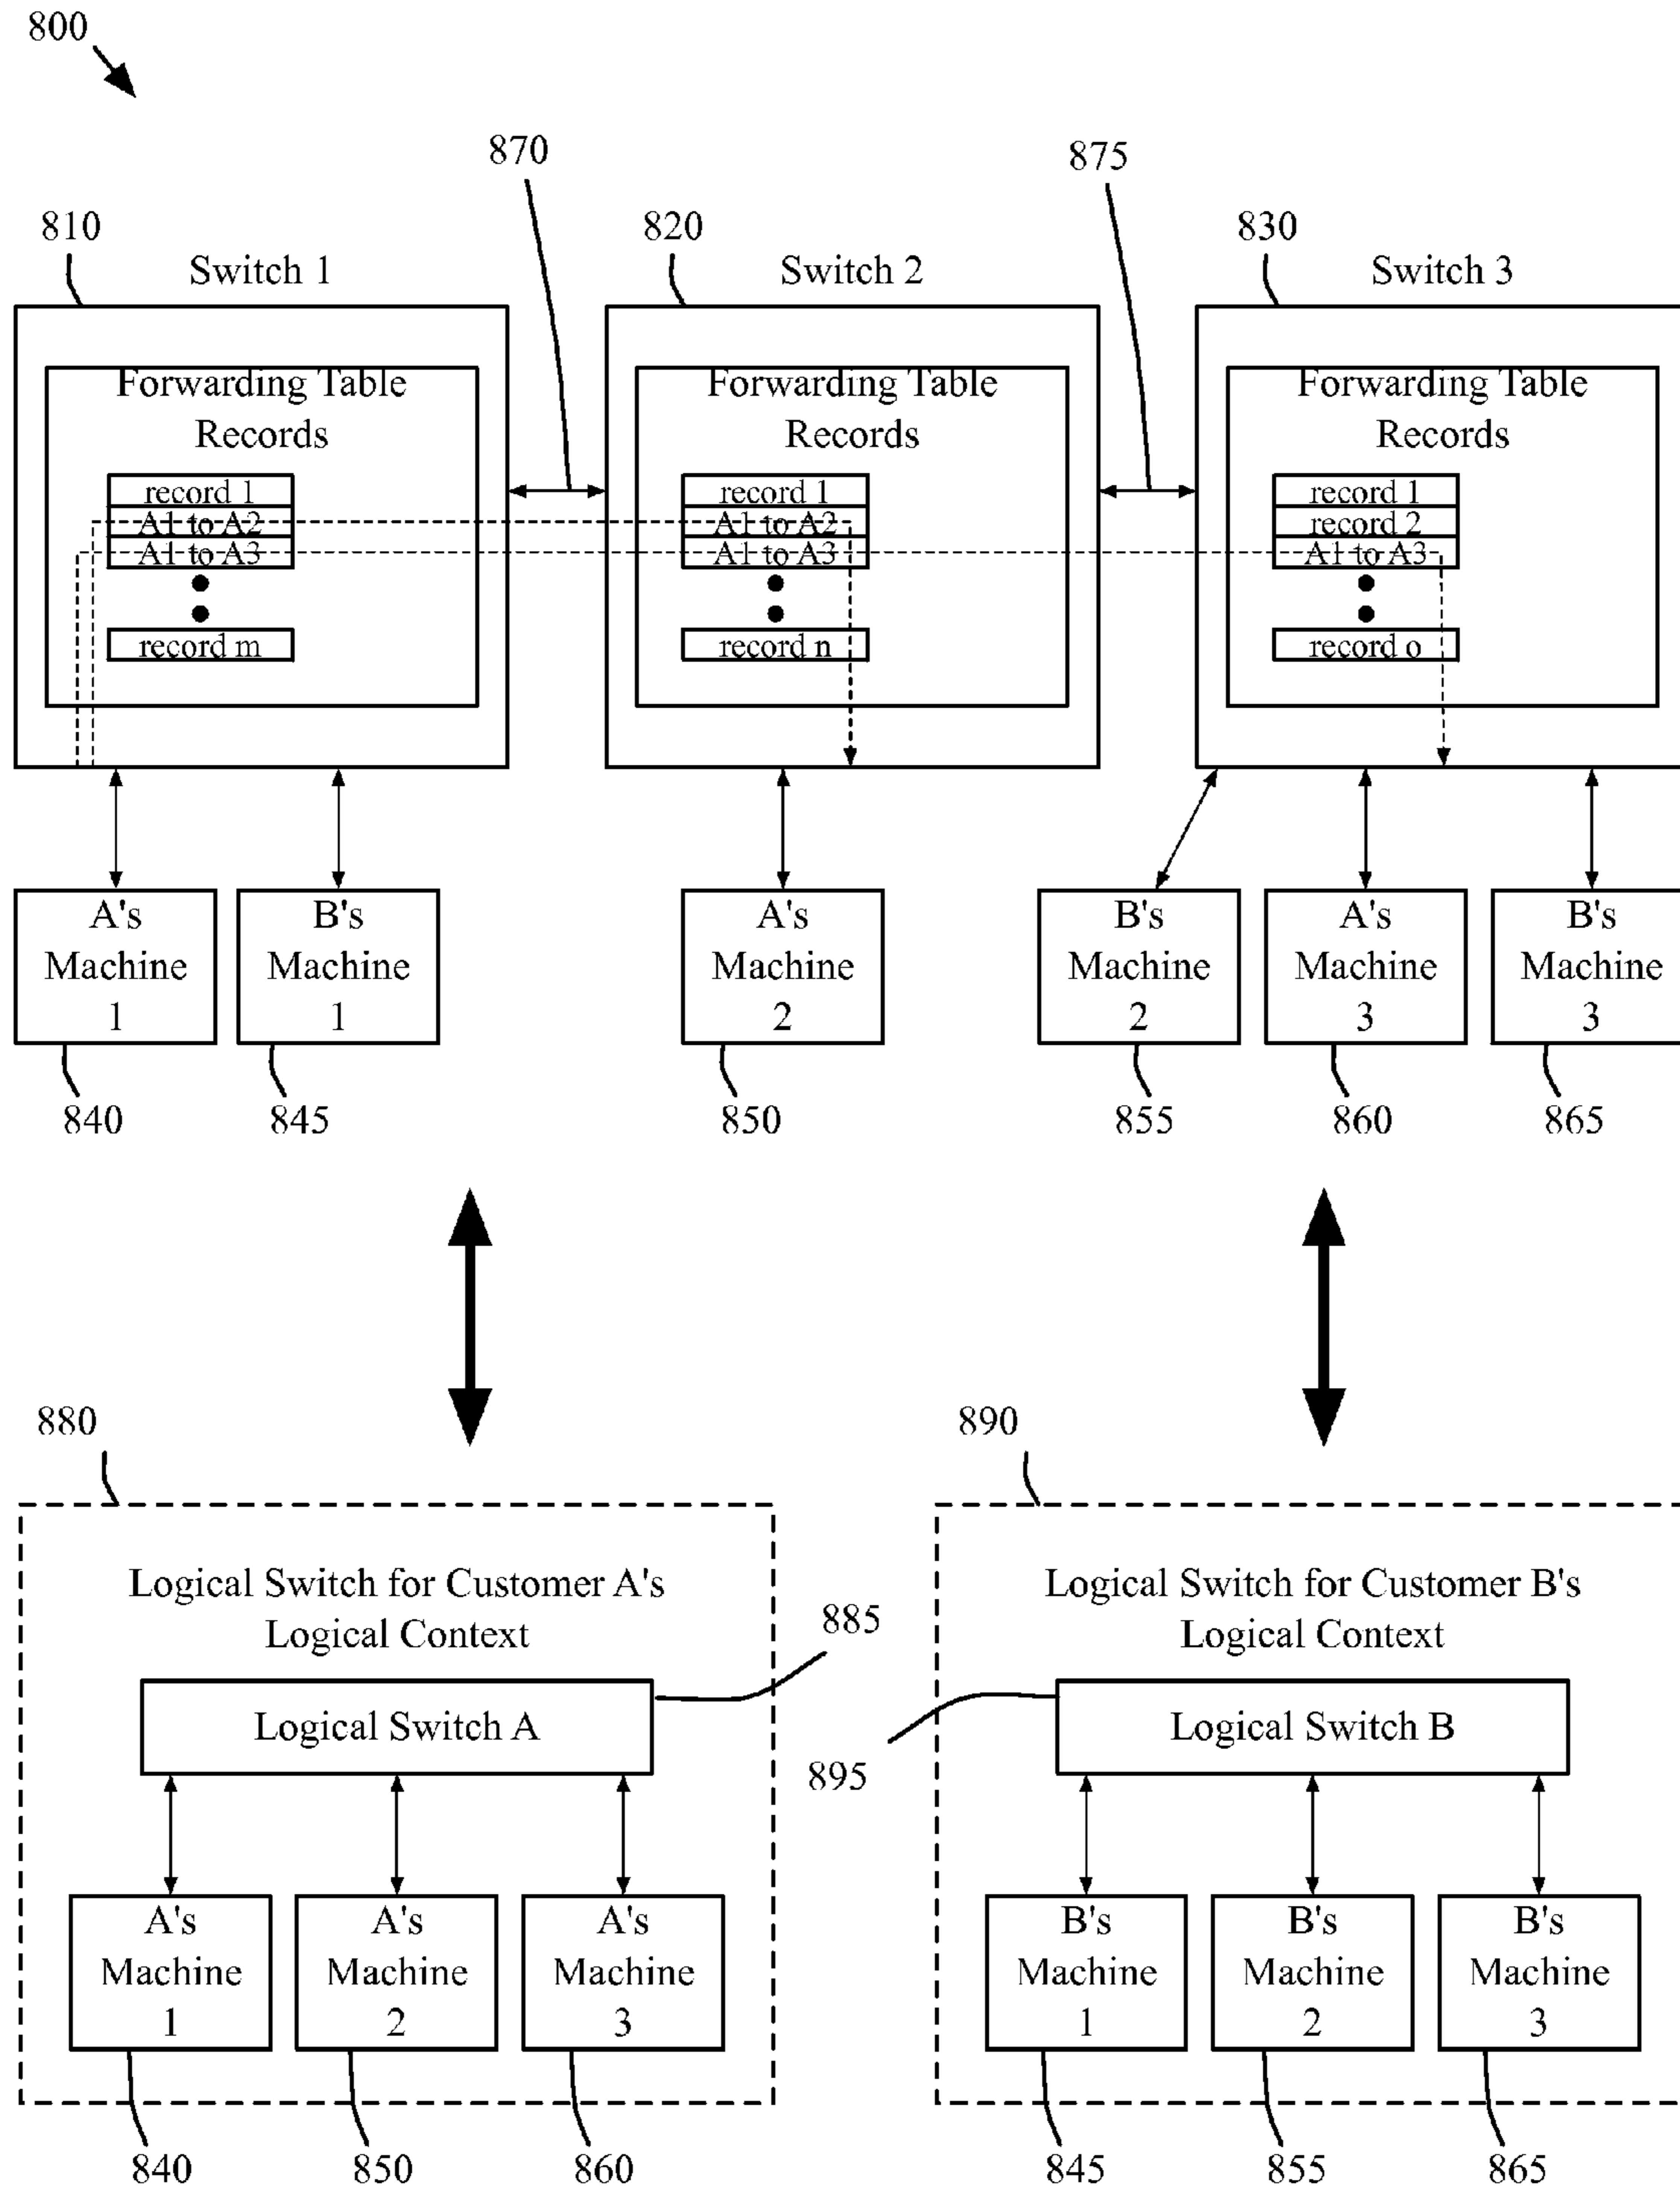 800
870
875
810
820
830
Switch 1
Switch 2
Switch 3
Forwarding Table
Records
record 1
A1 to A2
A1 to A3
record m
Forwarding Table
Records
record 1
A1 to A2
A1 to A3
record n
Forwarding Table
Records
record 1
record 2
A1 to A3
record o
A's
Machine
1
B's
Machine
1
A's
Machine
2
B's
Machine
2
A's
Machine
3
B's
Machine
3
840
845
850
855
860
865
880
890
Logical Switch for Customer A's
Logical Context
885
Logical Switch A
A's
Machine
1
A's
Machine
2
A's
Machine
3
840
850
860
Logical Switch for Customer B's
Logical Context
895
Logical Switch B
B's
Machine
1
B's
Machine
2
B's
Machine
3
845
855
865